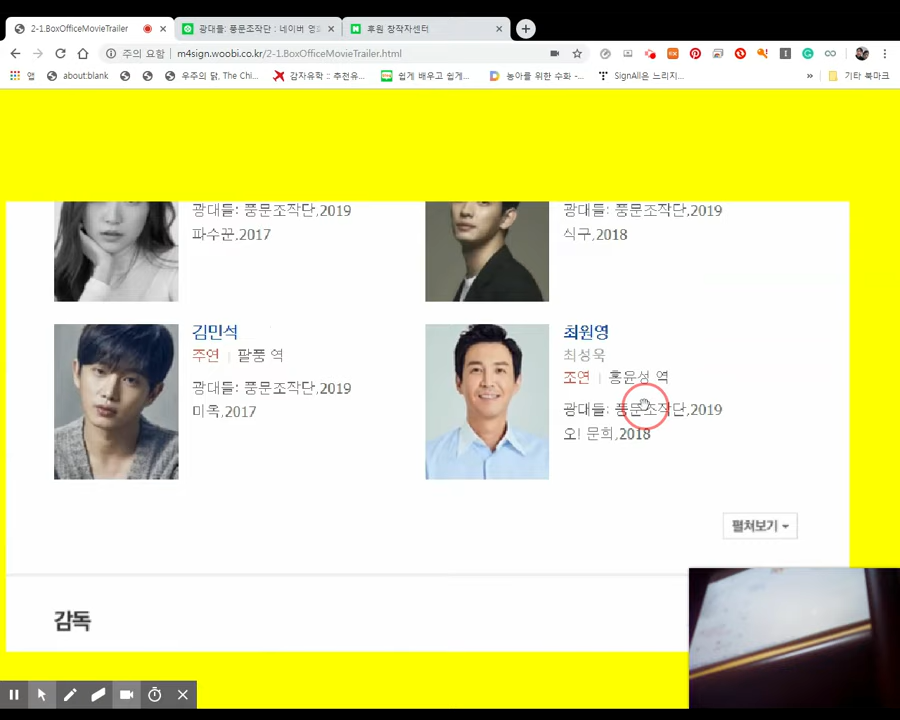 2-1.BoxOfficeMovieTrailer
광대들: 풍문조작단 : 네이버 영화
후원 창작자센터
주의 요함
m4sign.woobi.co.kr/2-1.BoxOfficeMovieTrailer.html
앱
about:blank
우주의 닭, The Chi...
감자유학 :: 추천유...
쉽게 배우고 쉽게...
농아를 위한 수화 -...
SignAll은 느리지...
»
기타 북마크
광대들: 풍문조작단,2019
파수꾼,2017
광대들: 풍문조작단,2019
식구,2018
김민석
주연 | 팔풍 역
광대들: 풍문조작단,2019
미옥,2017
최원영
최성욱
조연 | 홍윤성 역
광대들: 풍문조작단,2019
오! 문희,2018
펼쳐보기
감독